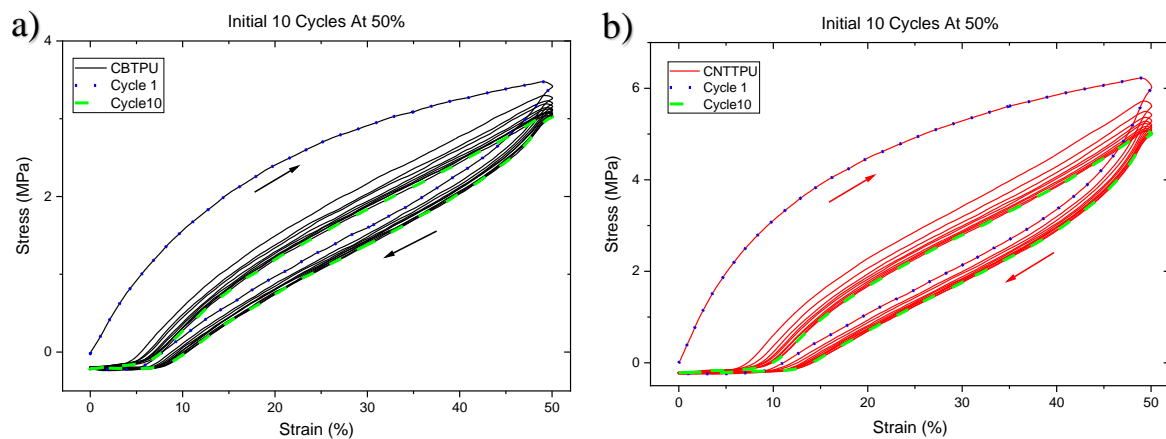 a)
Initial 10 Cycles At 50%
CBTPU
Cycle 1
Cycle10
4
2
0
Stress (MPa)
0 10 20 30 40 50
Strain (%)
b)
Initial 10 Cycles At 50%
CNTTPU
Cycle 1
Cycle10
6
4
2
0
Stress (MPa)
0 10 20 30 40 50
Strain (%)